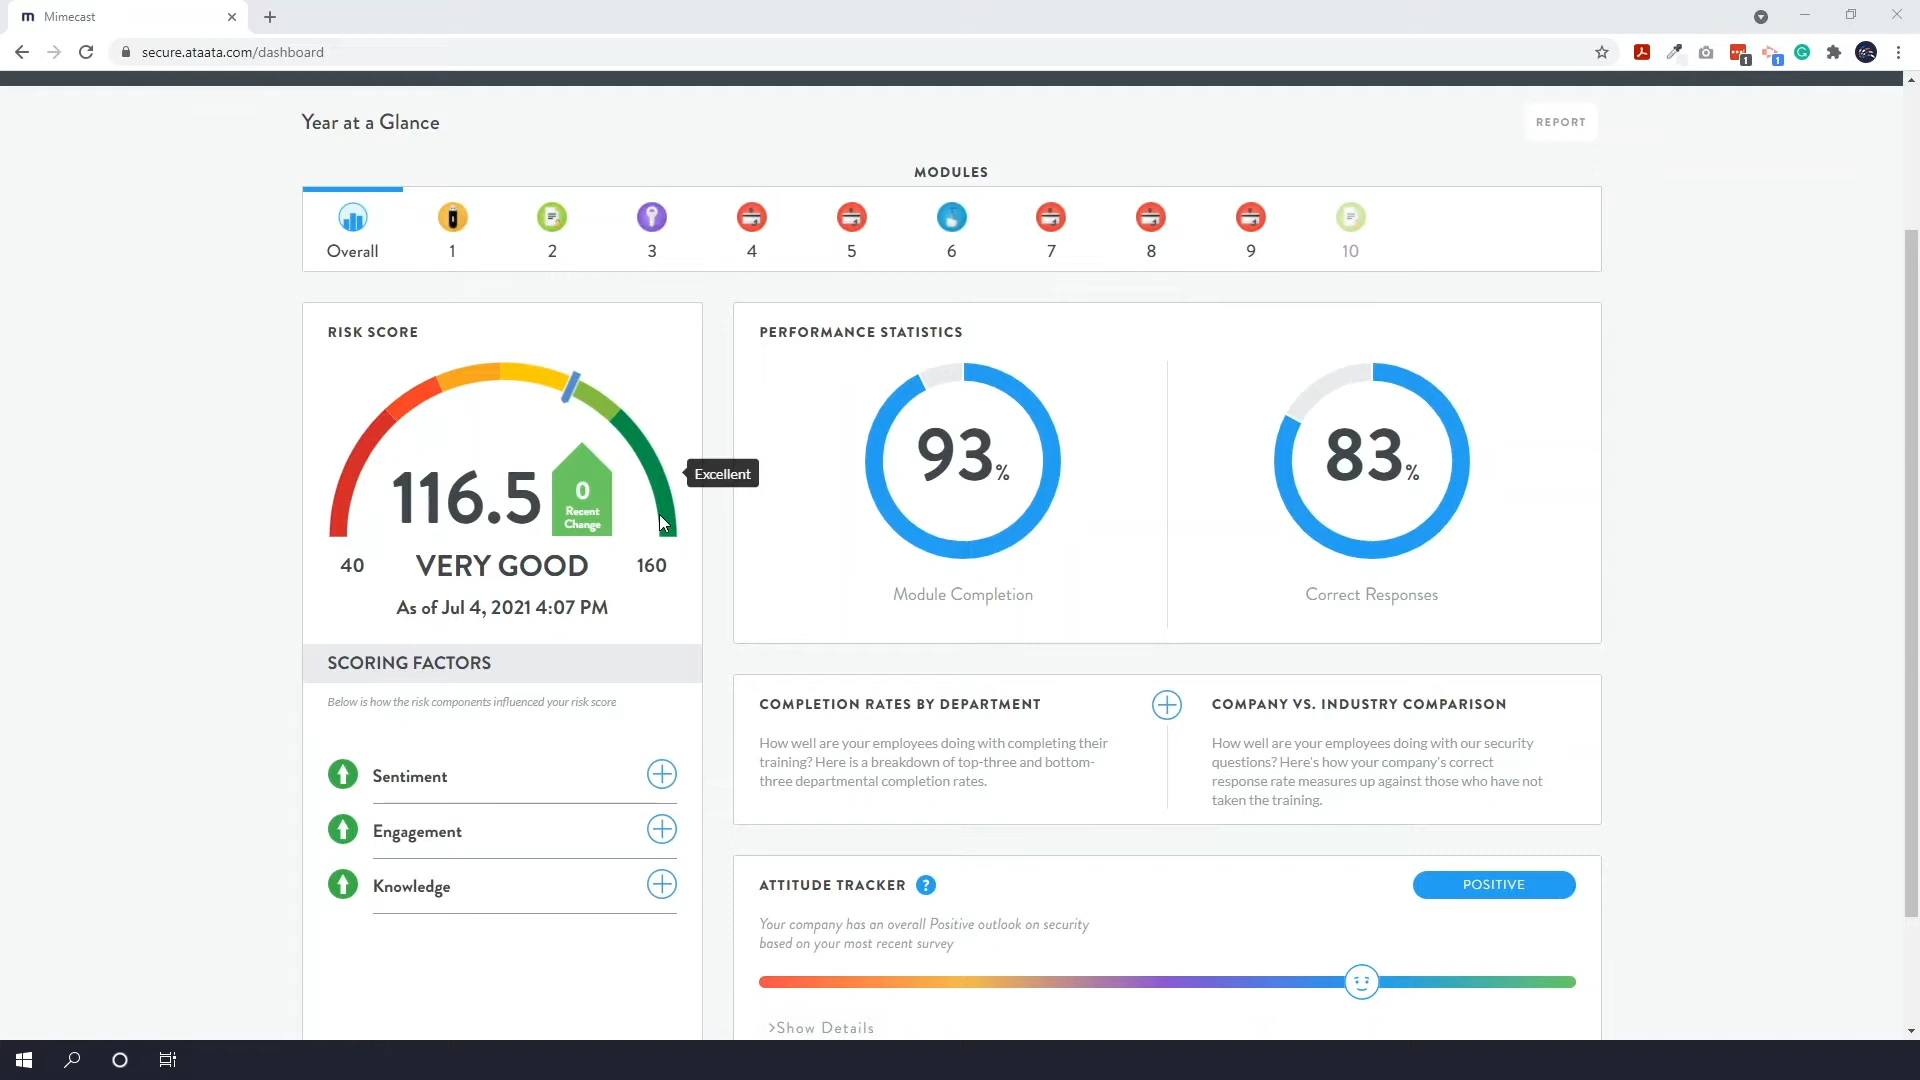 Mimecast
secure.ataata.com/dashboard
1
1
Year at a Glance
REPORT
MODULES
Overall
1
2
3
4
5
6
7
8
9
10
RISK SCORE
116.5
0
Recent
Change
Excellent
40
VERY GOOD
160
As of Jul 4, 2021 4:07 PM
SCORING FACTORS
Below is how the risk components influenced your risk score
Sentiment
Engagement
Knowledge
PERFORMANCE STATISTICS
93%
Module Completion
83%
Correct Responses
COMPLETION RATES BY DEPARTMENT
How well are your employees doing with completing their
training? Here is a breakdown of top-three and bottom-
three departmental completion rates.
COMPANY VS. INDUSTRY COMPARISON
How well are your employees doing with our security
questions? Here's how your company's correct
response rate measures up against those who have not
taken the training.
ATTITUDE TRACKER ?
POSITIVE
Your company has an overall Positive outlook on security
based on your most recent survey
>Show Details